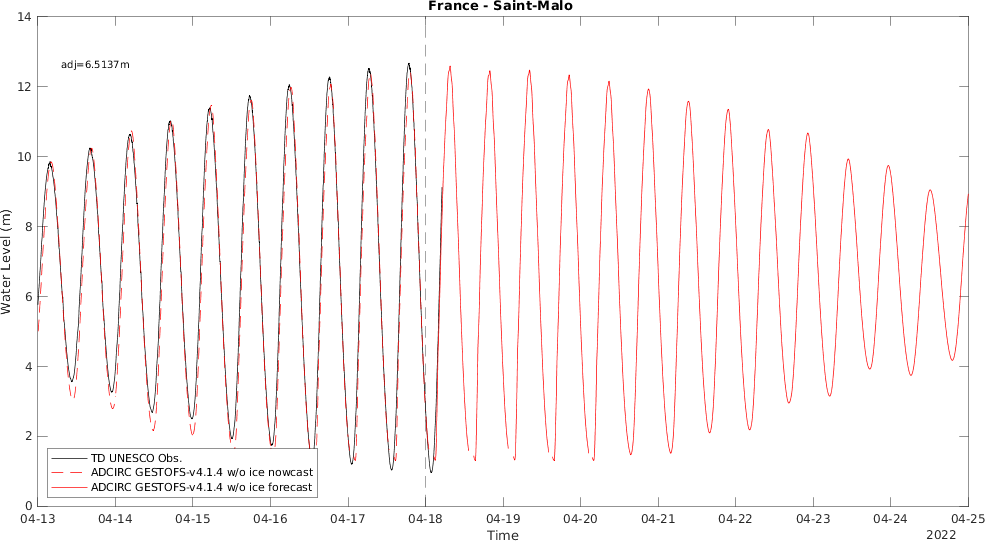 France - Saint-Malo
14
12
10
8
6
4
2
0
Water Level (m)
adj=6.5137m
TD UNESCO Obs.
ADCIRC GESTOFS-v4.1.4 w/o ice nowcast
ADCIRC GESTOFS-v4.1.4 w/o ice forecast
04-13 04-14 04-15 04-16 04-17 04-18 04-19 04-20 04-21 04-22 04-23 04-24 04-25
Time
2022